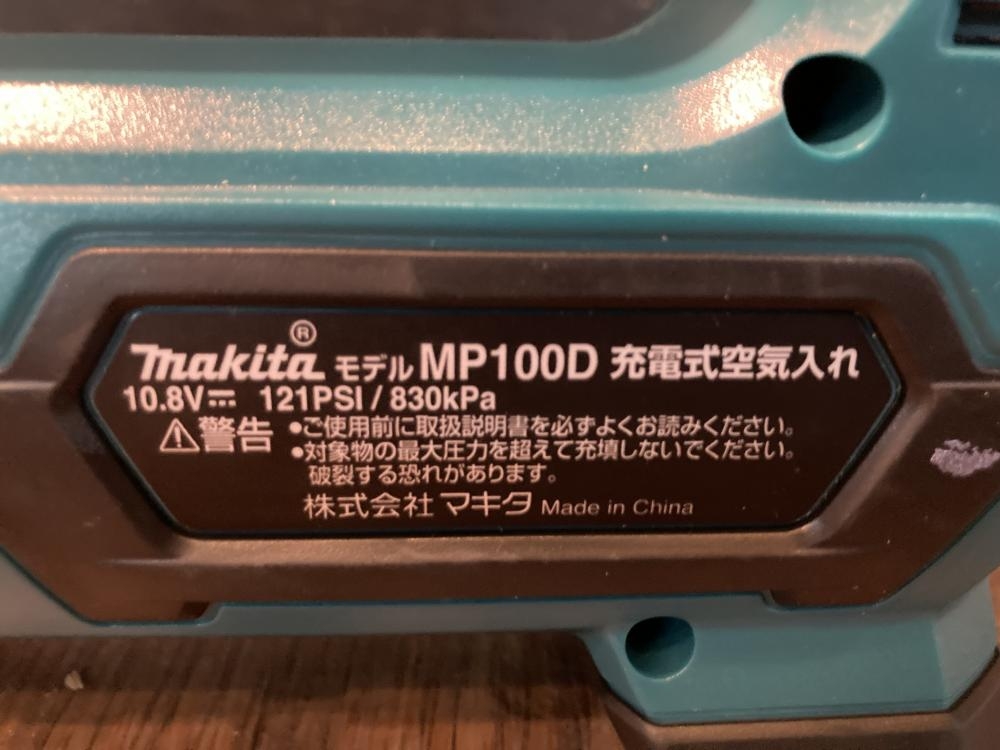 makita® モデル MP100D 充電式空気入れ
10.8V⎓ 121PSI / 830kPa
⚠警告 •ご使用前に取扱説明書を必ずよくお読みください。
•対象物の最大圧力を超えて充填しないでください。
破裂する恐れがあります。
株式会社 マキタ Made in China